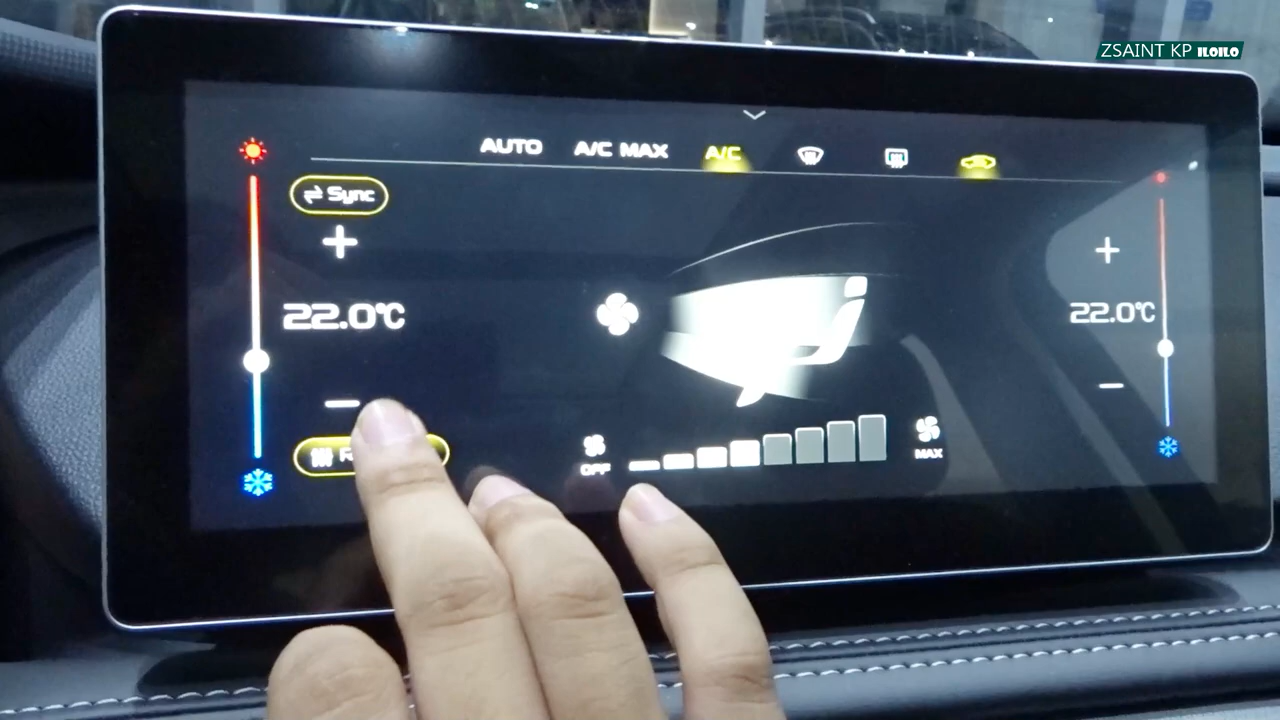 ZSAINT KP ILOILO
AUTO A/C MAX A/C
Sync
22.0°C
22.0°C
OFF
MAX